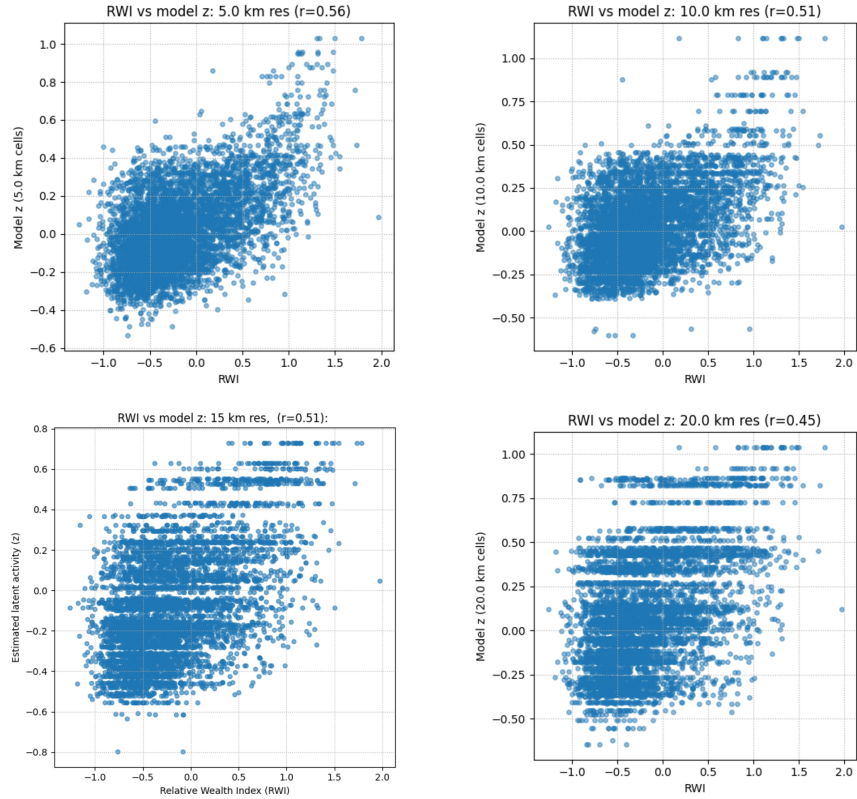 RWI vs model z: 5.0 km res (r=0.56)
1.0
0.8
0.6
0.4
0.2
0.0
−0.2
−0.4
−0.6
Model z (5.0 km cells)
−1.0 −0.5 0.0 0.5 1.0 1.5 2.0
RWI
RWI vs model z: 10.0 km res (r=0.51)
1.00
0.75
0.50
0.25
0.00
−0.25
−0.50
Model z (10.0 km cells)
−1.0 −0.5 0.0 0.5 1.0 1.5 2.0
RWI
RWI vs model z: 15 km res, (r=0.51):
0.8
0.6
0.4
0.2
0.0
−0.2
−0.4
−0.6
−0.8
Estimated latent activity (z)
−1.0 −0.5 0.0 0.5 1.0 1.5 2.0
Relative Wealth Index (RWI)
RWI vs model z: 20.0 km res (r=0.45)
1.00
0.75
0.50
0.25
0.00
−0.25
−0.50
Model z (20.0 km cells)
−1.0 −0.5 0.0 0.5 1.0 1.5 2.0
RWI